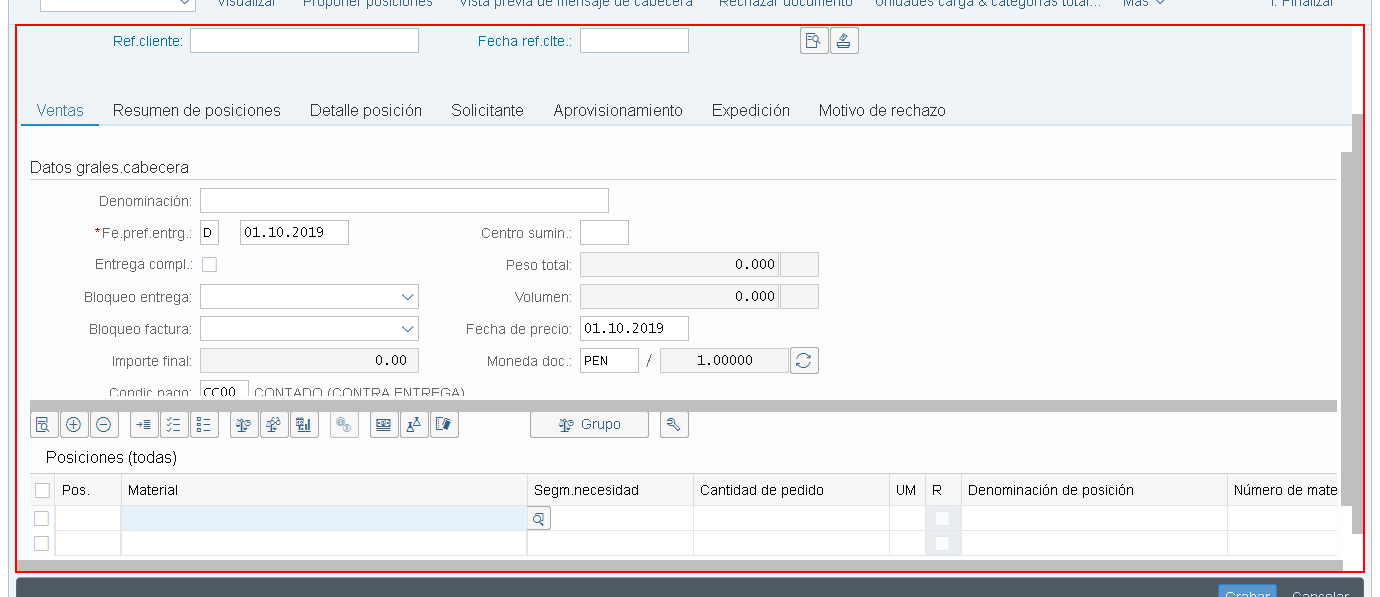 Visualizar Proponer posiciones Vista previa de mensaje de cabecera Rechazar documento Unidades carga & categorías total... Más T. Finalizar
Ref.cliente: Fecha ref.clte.:
Ventas Resumen de posiciones Detalle posición Solicitante Aprovisionamiento Expedición Motivo de rechazo
Datos grales.cabecera
Denominación:
*Fe.pref.entrg.: D 01.10.2019 Centro sumin.:
Entrega compl.: Peso total: 0.000
Bloqueo entrega: Volumen: 0.000
Bloqueo factura: Fecha de precio: 01.10.2019
Importe final: 0.00 Moneda doc.: PEN / 1.00000
Condic.pago: CC00 CONTADO (CONTRA ENTREGA)
Grupo
Posiciones (todas)
Pos. Material Segm.necesidad Cantidad de pedido UM R Denominación de posición Número de mate
Grabar Cancelar